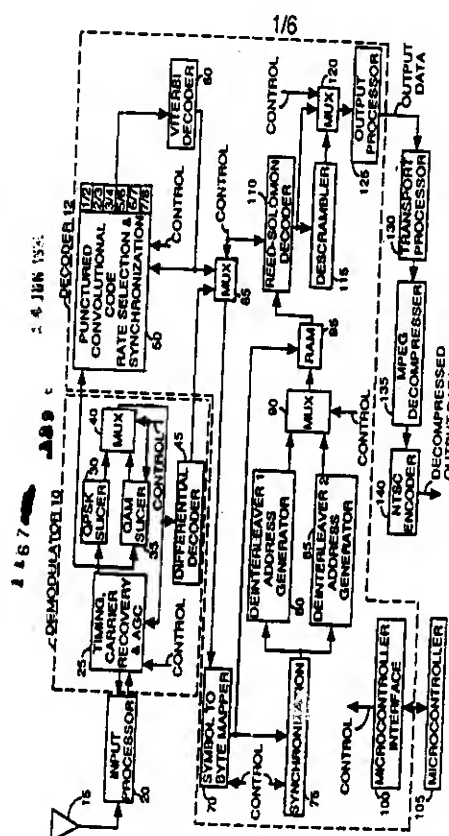 1/6
DEMODULATOR 10
DECODER 12
15
INPUT
PROCESSOR
20
25
TIMING,
CARRIER
RECOVERY
& AGC
CONTROL
QPSK
SLICER
30
QAM
SLICER
35
40
MUX
CONTROL
DIFFERENTIAL
DECODER
45
PUNCTURED
CONVOLUTIONAL
CODE
RATE SELECTION &
SYNCHRONIZATION
1/2
2/3
3/4
5/6
6/7
7/8
CONTROL
VITERBI
DECODER
60
MUX
65
CONTROL
SYMBOL TO
BYTE MAPPER
70
CONTROL
SYNCHRONIZATION
75
DEINTERLEAVER 1
ADDRESS
GENERATOR
80
DEINTERLEAVER 2
ADDRESS
GENERATOR
85
90
MUX
CONTROL
RAM
95
REED-SOLOMON
DECODER
110
DESCRAMBLER
115
CONTROL
MUX
120
OUTPUT
PROCESSOR
125
OUTPUT
DATA
TRANSPORT
PROCESSOR
130
MPEG
DECOMPRESSER
135
NTSC
ENCODER
140
DECOMPRESSED
OUTPUT DATA
CONTROL
MICROCONTROLLER
INTERFACE
100
MICROCONTROLLER
105